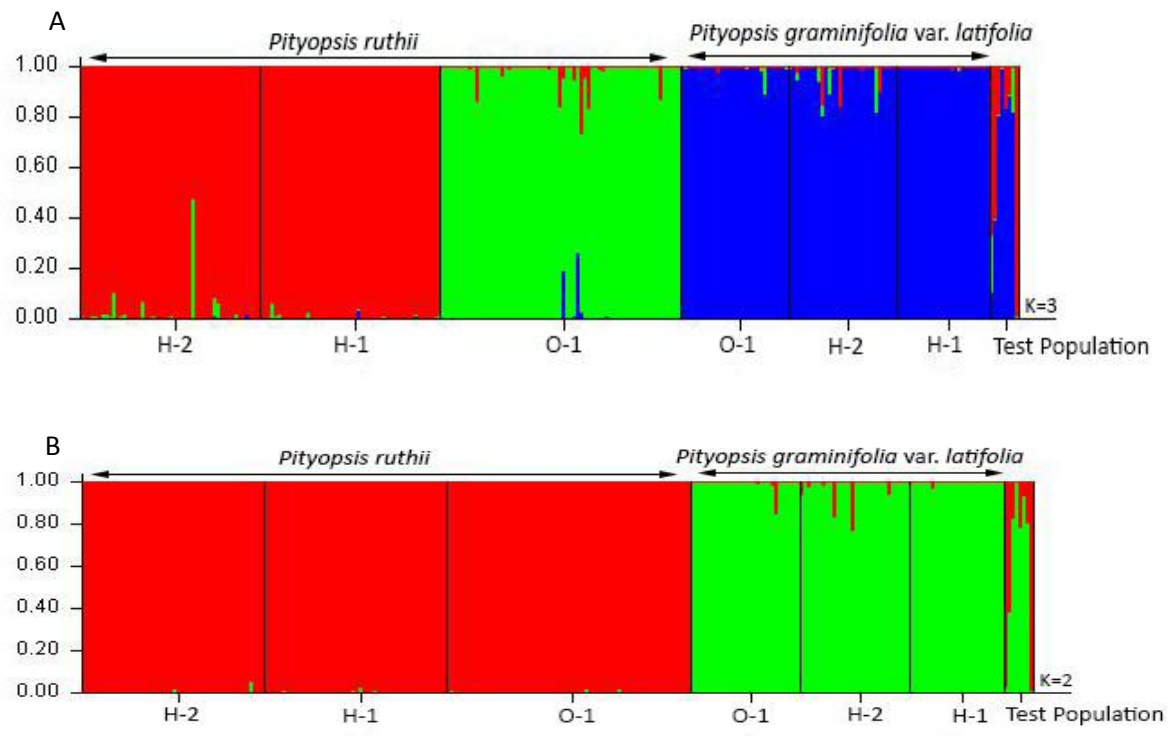 A
Pityopsis ruthii
Pityopsis graminifolia var. latifolia
1.00
0.80
0.60
0.40
0.20
0.00
K=3
H-2 H-1 O-1 O-1 H-2 H-1 Test Population
B
Pityopsis ruthii
Pityopsis graminifolia var. latifolia
1.00
0.80
0.60
0.40
0.20
0.00
K=2
H-2 H-1 O-1 O-1 H-2 H-1 Test Population